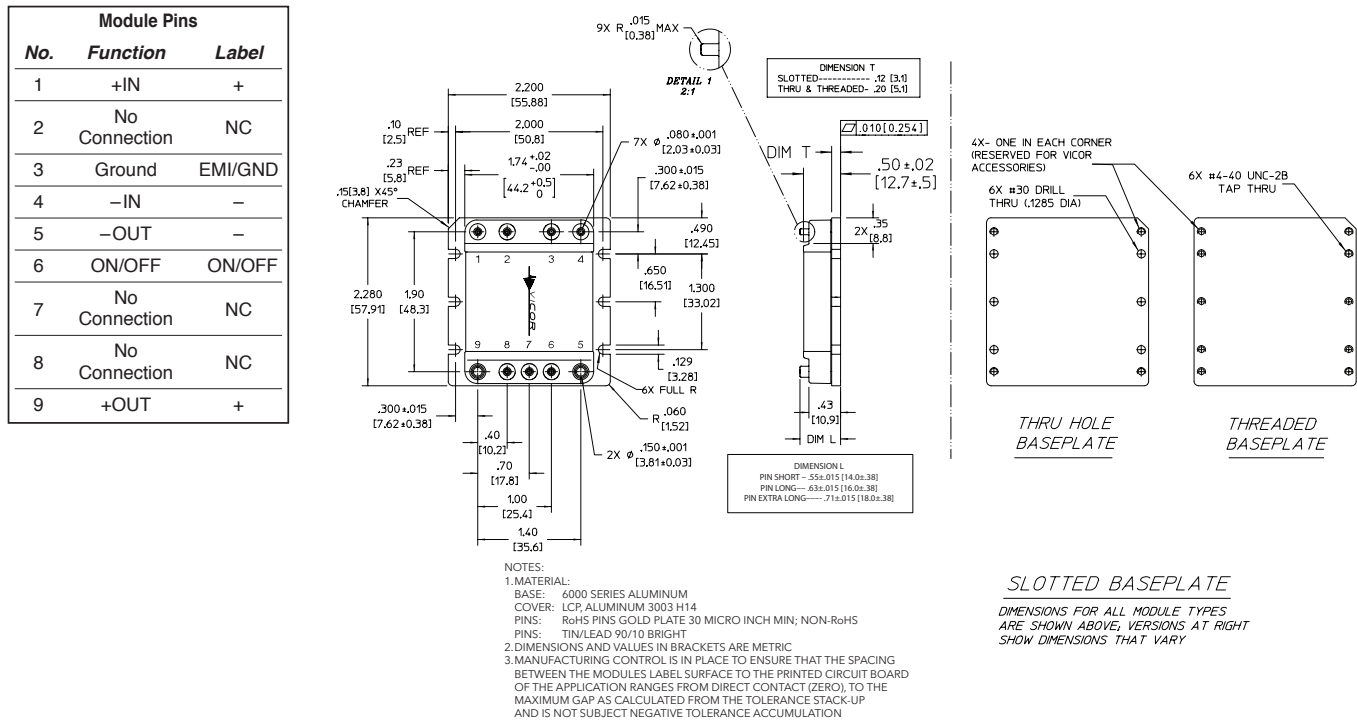 Module Pins
No. Function Label
1 +IN +
2 No Connection NC
3 Ground EMI/GND
4 –IN –
5 –OUT –
6 ON/OFF ON/OFF
7 No Connection NC
8 No Connection NC
9 +OUT +
9X R .015 [0.38] MAX
DETAIL 1
2:1
DIMENSION T
SLOTTED----------- .12 [3.1]
THRU & THREADED- .20 [5.1]
2.200
[55.88]
.10
[2.5] REF
2.000
[50.8]
7X Ø .080±.001
[2.03±0.03]
.23
[5.8] REF
1.74 +.02 -.00
[44.2 +0.5 0]
.300±.015
[7.62±0.38]
.15[3.8] X45°
CHAMFER
DIM T
.010[0.254]
.50±.02
[12.7±.5]
.490
[12.45]
2X .35
[8.8]
1 2 3 4
.650
[16.51]
1.300
[33.02]
2.280
[57.91]
1.90
[48.3]
VICOR
9 8 7 6 5
.129
[3.28]
6X FULL R
R .060
[1.52]
.300±.015
[7.62±0.38]
.40
[10.2]
2X Ø .150±.001
[3.81±0.03]
.70
[17.8]
1.00
[25.4]
1.40
[35.6]
.43
[10.9]
DIM L
DIMENSION L
PIN SHORT – .55±.015 [14.0±.38]
PIN LONG–– .63±.015 [16.0±.38]
PIN EXTRA LONG–--- .71±.015 [18.0±.38]
4X- ONE IN EACH CORNER
(RESERVED FOR VICOR
ACCESSORIES)
6X #30 DRILL
THRU (.1285 DIA)
6X #4-40 UNC-2B
TAP THRU
THRU HOLE
BASEPLATE
THREADED
BASEPLATE
NOTES:
1.MATERIAL:
BASE: 6000 SERIES ALUMINUM
COVER: LCP, ALUMINUM 3003 H14
PINS: RoHS PINS GOLD PLATE 30 MICRO INCH MIN; NON-RoHS
PINS: TIN/LEAD 90/10 BRIGHT
2.DIMENSIONS AND VALUES IN BRACKETS ARE METRIC
3.MANUFACTURING CONTROL IS IN PLACE TO ENSURE THAT THE SPACING
BETWEEN THE MODULES LABEL SURFACE TO THE PRINTED CIRCUIT BOARD
OF THE APPLICATION RANGES FROM DIRECT CONTACT (ZERO), TO THE
MAXIMUM GAP AS CALCULATED FROM THE TOLERANCE STACK-UP
AND IS NOT SUBJECT NEGATIVE TOLERANCE ACCUMULATION
SLOTTED BASEPLATE
DIMENSIONS FOR ALL MODULE TYPES
ARE SHOWN ABOVE; VERSIONS AT RIGHT
SHOW DIMENSIONS THAT VARY